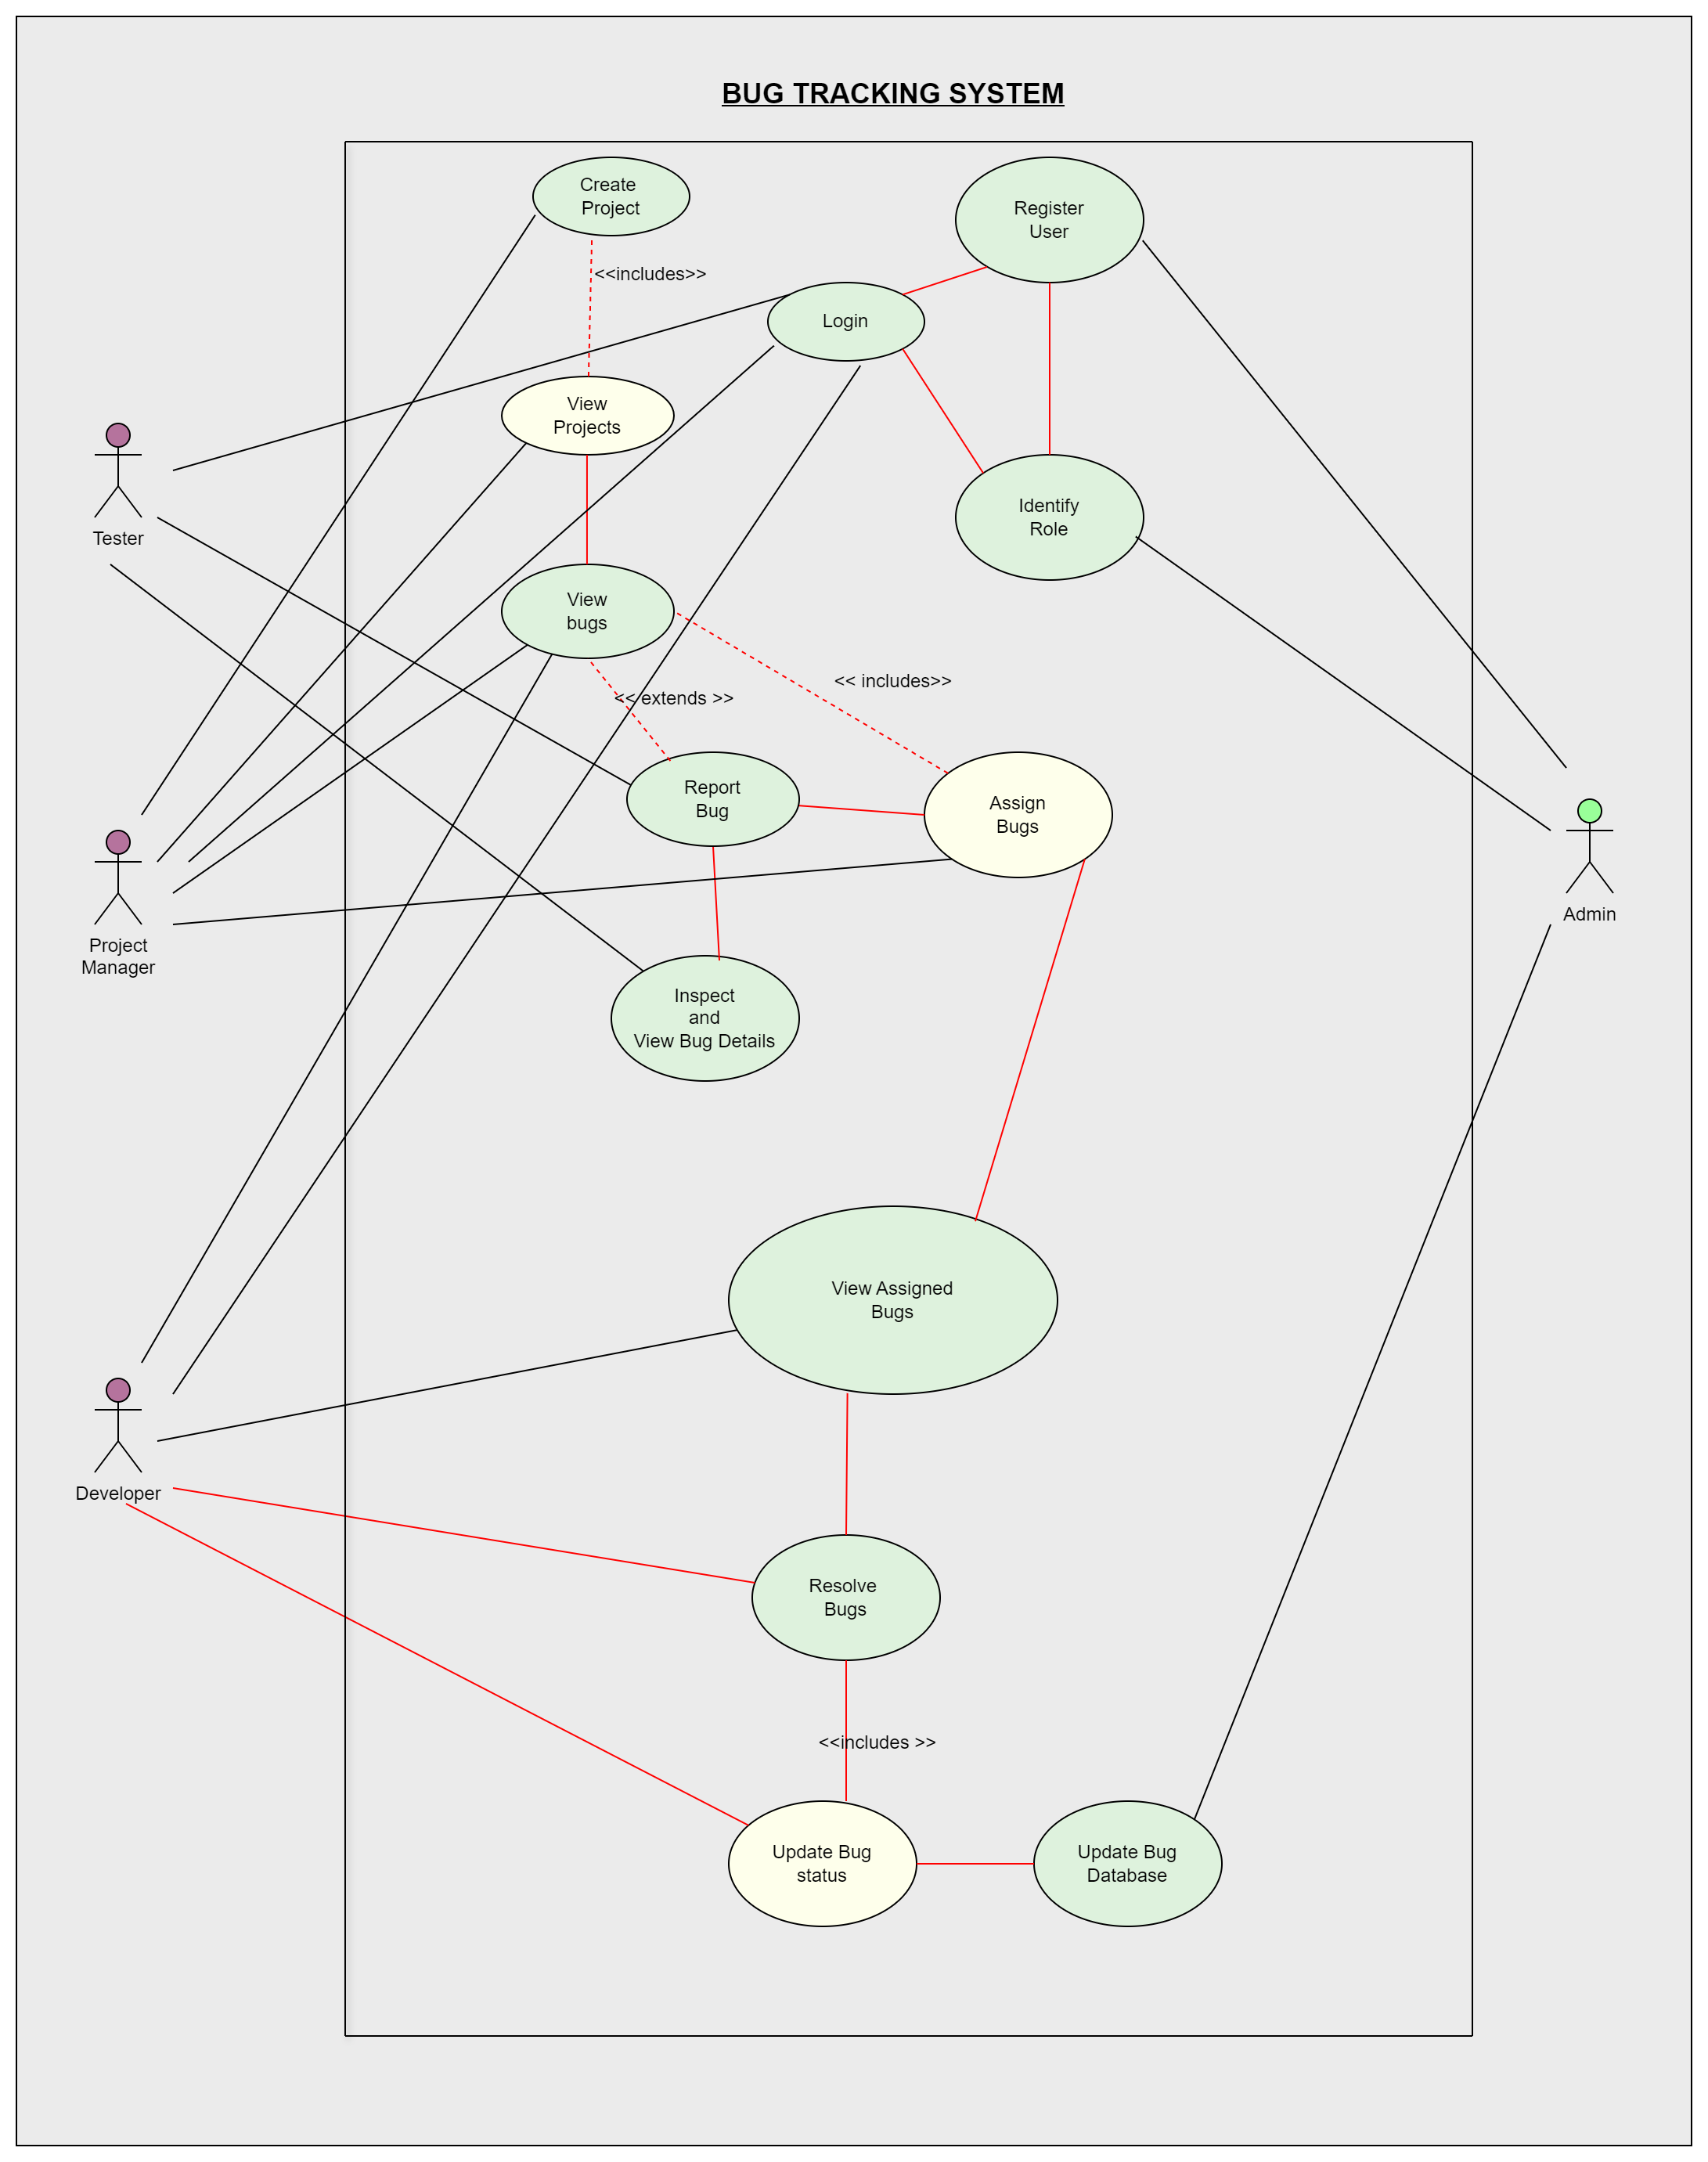 BUG TRACKING SYSTEM
Create
Project
Register
User
<<includes>>
Login
View
Projects
Identify
Role
Tester
View
bugs
<< includes>>
<< extends >>
Report
Bug
Assign
Bugs
Admin
Project
Manager
Inspect
and
View Bug Details
View Assigned
Bugs
Developer
Resolve
Bugs
<<includes >>
Update Bug
status
Update Bug
Database